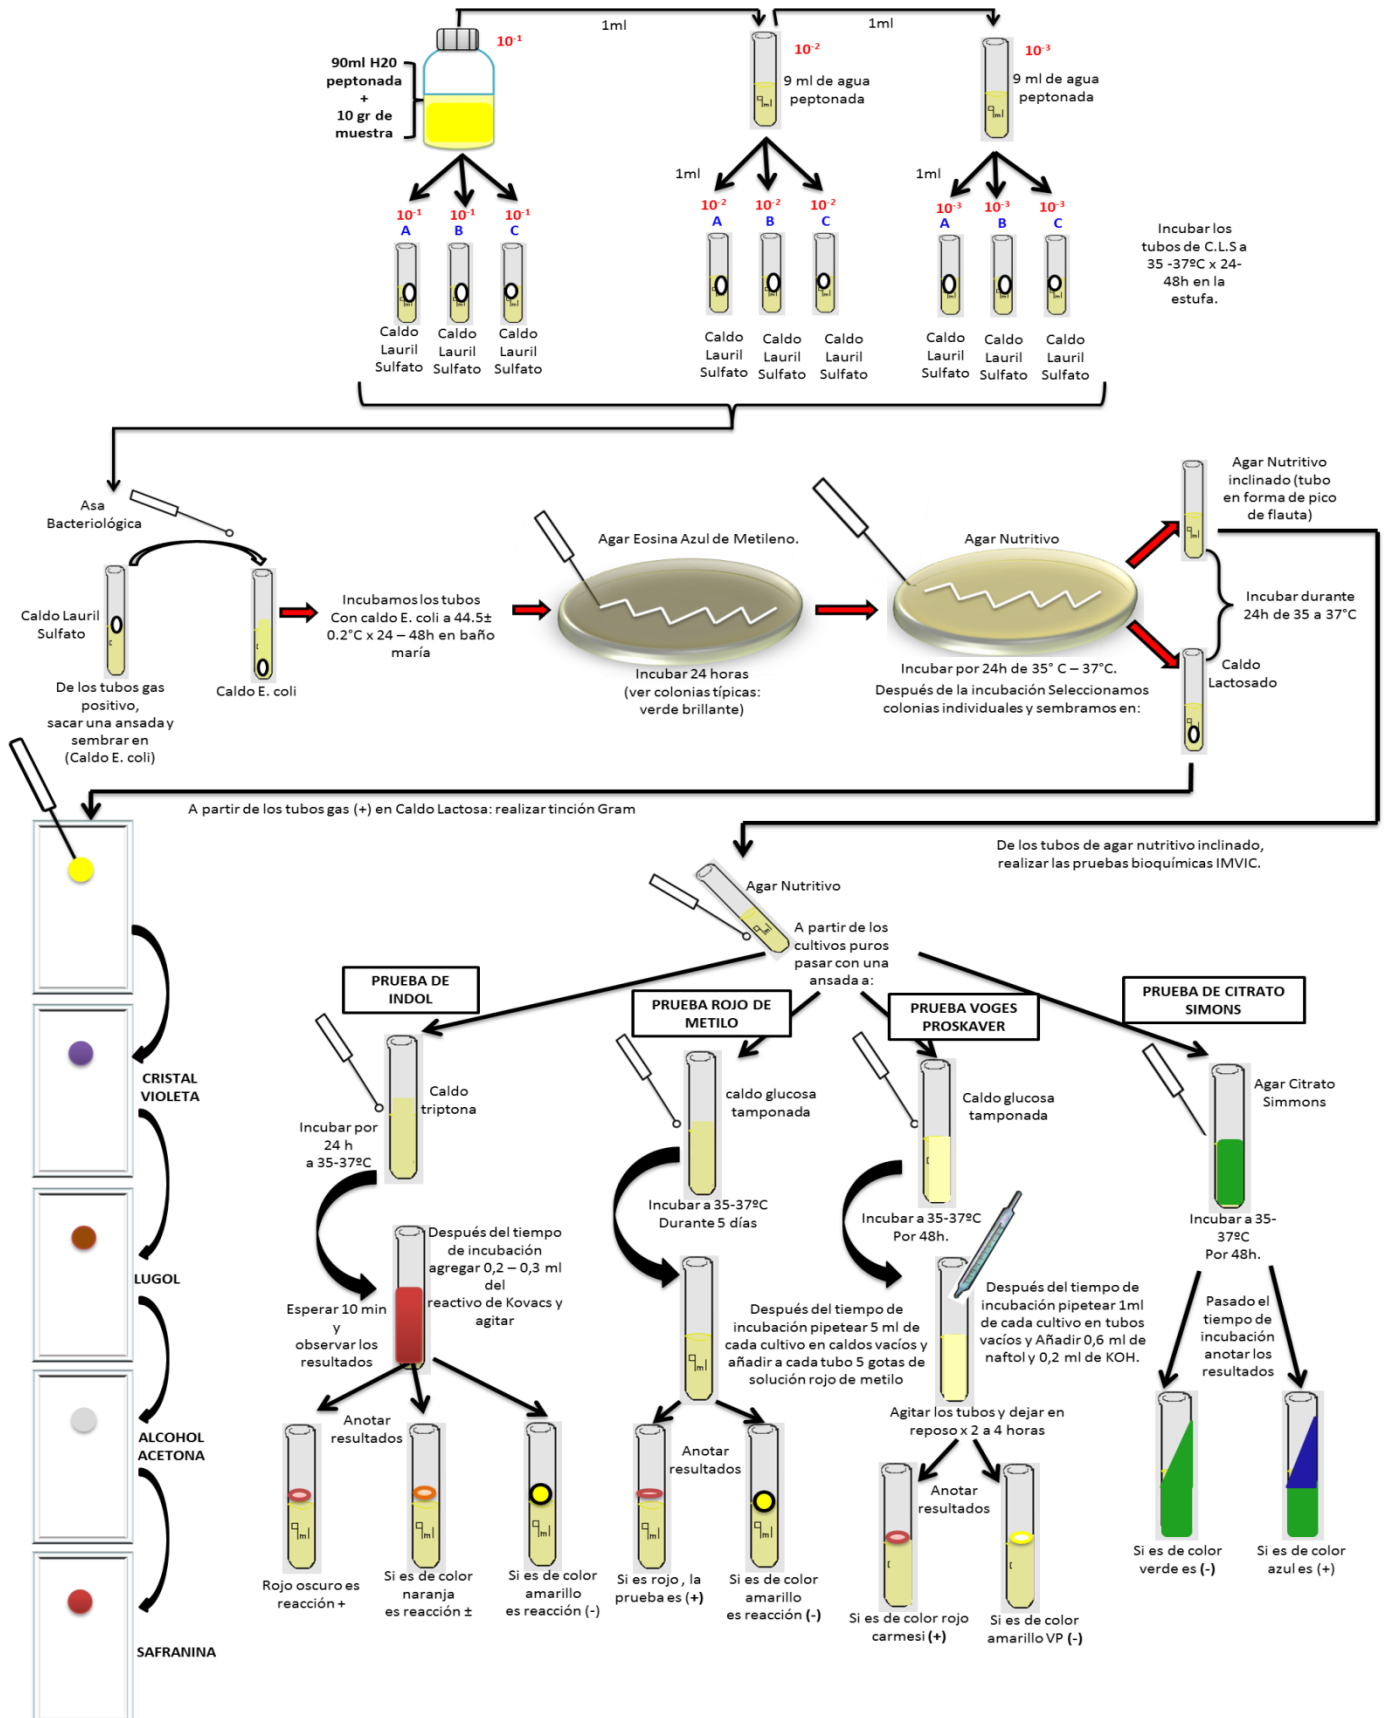 1ml
1ml
10⁻¹
90ml H20
peptonada
+
10 gr de
muestra
10⁻²
9 ml de agua
peptonada
9ml
10⁻³
9 ml de agua
peptonada
9ml
1ml
1ml
10⁻¹
A
10⁻¹
B
10⁻¹
C
10⁻²
A
10⁻²
B
10⁻²
C
10⁻³
A
10⁻³
B
10⁻³
C
Incubar los
tubos de C.L.S a
35 -37ºC x 24-
48h en la
estufa.
Caldo
Lauril
Sulfato
Caldo
Lauril
Sulfato
Caldo
Lauril
Sulfato
Caldo
Lauril
Sulfato
Caldo
Lauril
Sulfato
Caldo
Lauril
Sulfato
Caldo
Lauril
Sulfato
Caldo
Lauril
Sulfato
Caldo
Lauril
Sulfato
Asa
Bacteriológica
Caldo Lauril
Sulfato
De los tubos gas
positivo,
sacar una ansada y
sembrar en
(Caldo E. coli)
Caldo E. coli
Incubamos los tubos
Con caldo E. coli a 44.5±
0.2°C x 24 – 48h en baño
maría
Agar Eosina Azul de Metileno.
Incubar 24 horas
(ver colonias típicas:
verde brillante)
Agar Nutritivo
Incubar por 24h de 35° C – 37°C.
Después de la incubación Seleccionamos
colonias individuales y sembramos en:
Agar Nutritivo
inclinado (tubo
en forma de pico
de flauta)
9ml
Incubar durante
24h de 35 a 37°C
Caldo
Lactosado
A partir de los tubos gas (+) en Caldo Lactosa: realizar tinción Gram
De los tubos de agar nutritivo inclinado,
realizar las pruebas bioquímicas IMVIC.
Agar Nutritivo
9ml
A partir de los
cultivos puros
pasar con una
ansada a:
CRISTAL
VIOLETA
LUGOL
ALCOHOL
ACETONA
SAFRANINA
PRUEBA DE
INDOL
Caldo
triptona
Incubar por
24 h
a 35-37ºC
Después del tiempo
de incubación
agregar 0,2 – 0,3 ml
del
reactivo de Kovacs y
agitar
Esperar 10 min
y
observar los
resultados
Anotar
resultados
9ml
9ml
9ml
Rojo oscuro es
reacción +
Si es de color
naranja
es reacción ±
Si es de color
amarillo
es reacción (-)
PRUEBA ROJO DE
METILO
caldo glucosa
tamponada
Incubar a 35-37ºC
Durante 5 días
Después del tiempo de
incubación pipetear 5 ml de
cada cultivo en caldos vacíos y
añadir a cada tubo 5 gotas de
solución rojo de metilo
9ml
Anotar
resultados
9ml
9ml
Si es rojo , la
prueba es (+)
Si es de color
amarillo
es reacción (-)
PRUEBA VOGES
PROSKAVER
Caldo glucosa
tamponada
Incubar a 35-37ºC
Por 48h.
Después del tiempo de
incubación pipetear 1ml
de cada cultivo en tubos
vacíos y Añadir 0,6 ml de
naftol y 0,2 ml de KOH.
Agitar los tubos y dejar en
reposo x 2 a 4 horas
Anotar
resultados
Si es de color rojo
carmesi (+)
Si es de color
amarillo VP (-)
PRUEBA DE CITRATO
SIMONS
Agar Citrato
Simmons
Incubar a 35-
37ºC
Por 48h.
Pasado el
tiempo de
incubación
anotar los
resultados
Si es de color
verde es (-)
Si es de color
azul es (+)